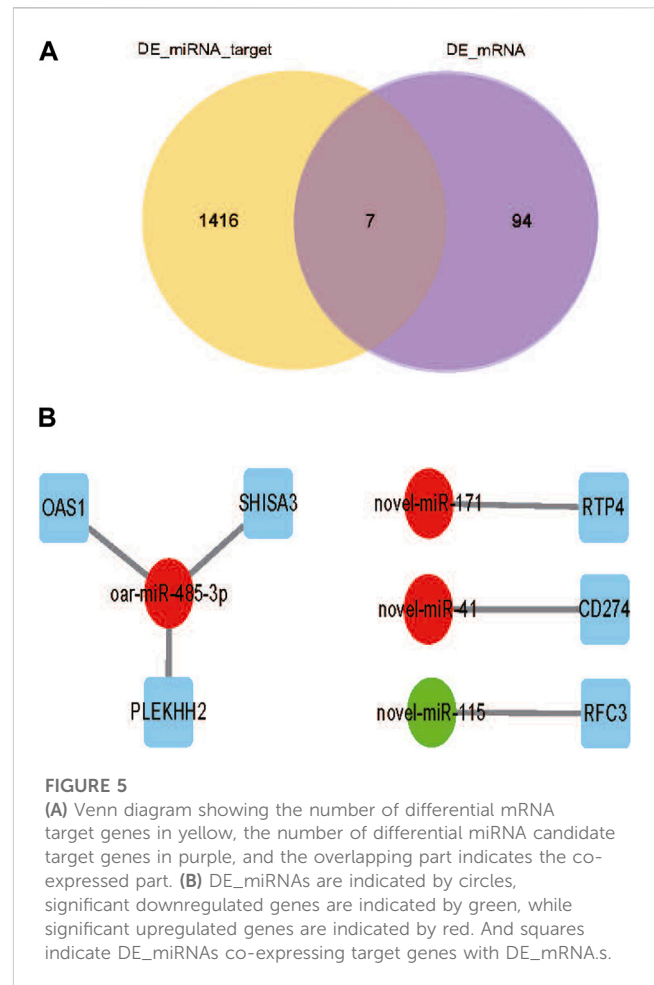 A
DE_miRNA_target
DE_mRNA
1416
7
94
B
OAS1
SHISA3
oar-miR-485-3p
PLEKHH2
novel-miR-171
RTP4
novel-miR-41
CD274
novel-miR-115
RFC3
FIGURE 5
(A) Venn diagram showing the number of differential mRNA
target genes in yellow, the number of differential miRNA candidate
target genes in purple, and the overlapping part indicates the co-
expressed part. (B) DE_miRNAs are indicated by circles,
significant downregulated genes are indicated by green, while
significant upregulated genes are indicated by red. And squares
indicate DE_miRNAs co-expressing target genes with DE_mRNA.s.